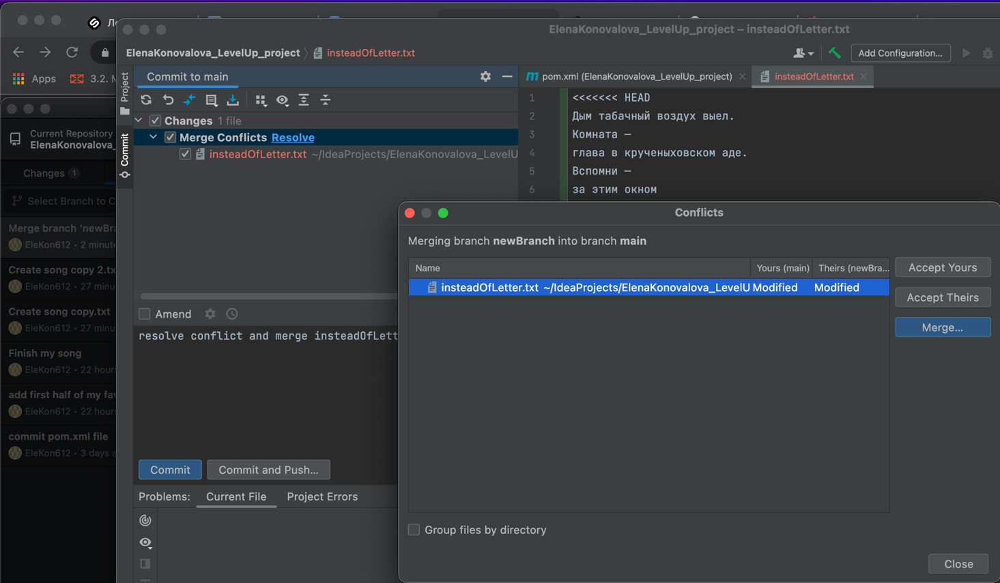 ElenaKonovalova_LevelUp_project – insteadOfLetter.txt
ElenaKonovalova_LevelUp_project
insteadOfLetter.txt
Add Configuration...
Apps
3.2.
Project
Commit
Commit to main
pom.xml (ElenaKonovalova_LevelUp_project)
insteadOfLetter.txt
Changes 1 file
Merge Conflicts Resolve
insteadOfLetter.txt ~/IdeaProjects/ElenaKonovalova_LevelU
1 <<<<<<< HEAD
2 Дым табачный воздух выел.
3 Комната –
4 глава в крученыховском аде.
5 Вспомни –
6 за этим окном
Current Repository
ElenaKonovalova_
Changes 1
Select Branch to C
Merge branch 'newBra
EleKon612 • 2 minute
Create song copy 2.tx
EleKon612 • 27 minu
Create song copy.txt
EleKon612 • 27 minu
Finish my song
EleKon612 • 22 hour
add first half of my fav
EleKon612 • 22 hour
commit pom.xml file
EleKon612 • 3 days a
Amend
resolve conflict and merge insteadOfLett
Commit
Commit and Push...
Problems:
Current File
Project Errors
Conflicts
Merging branch newBranch into branch main
Name
Yours (main)
Theirs (newBra...
insteadOfLetter.txt ~/IdeaProjects/ElenaKonovalova_LevelU
Modified
Modified
Accept Yours
Accept Theirs
Merge...
Group files by directory
Close